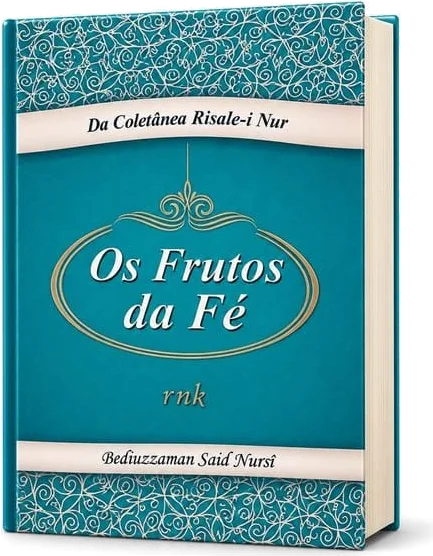 Da Coletânea Risale-i Nur
Os Frutos
da Fé
rnk
Bediuzzaman Said Nursî